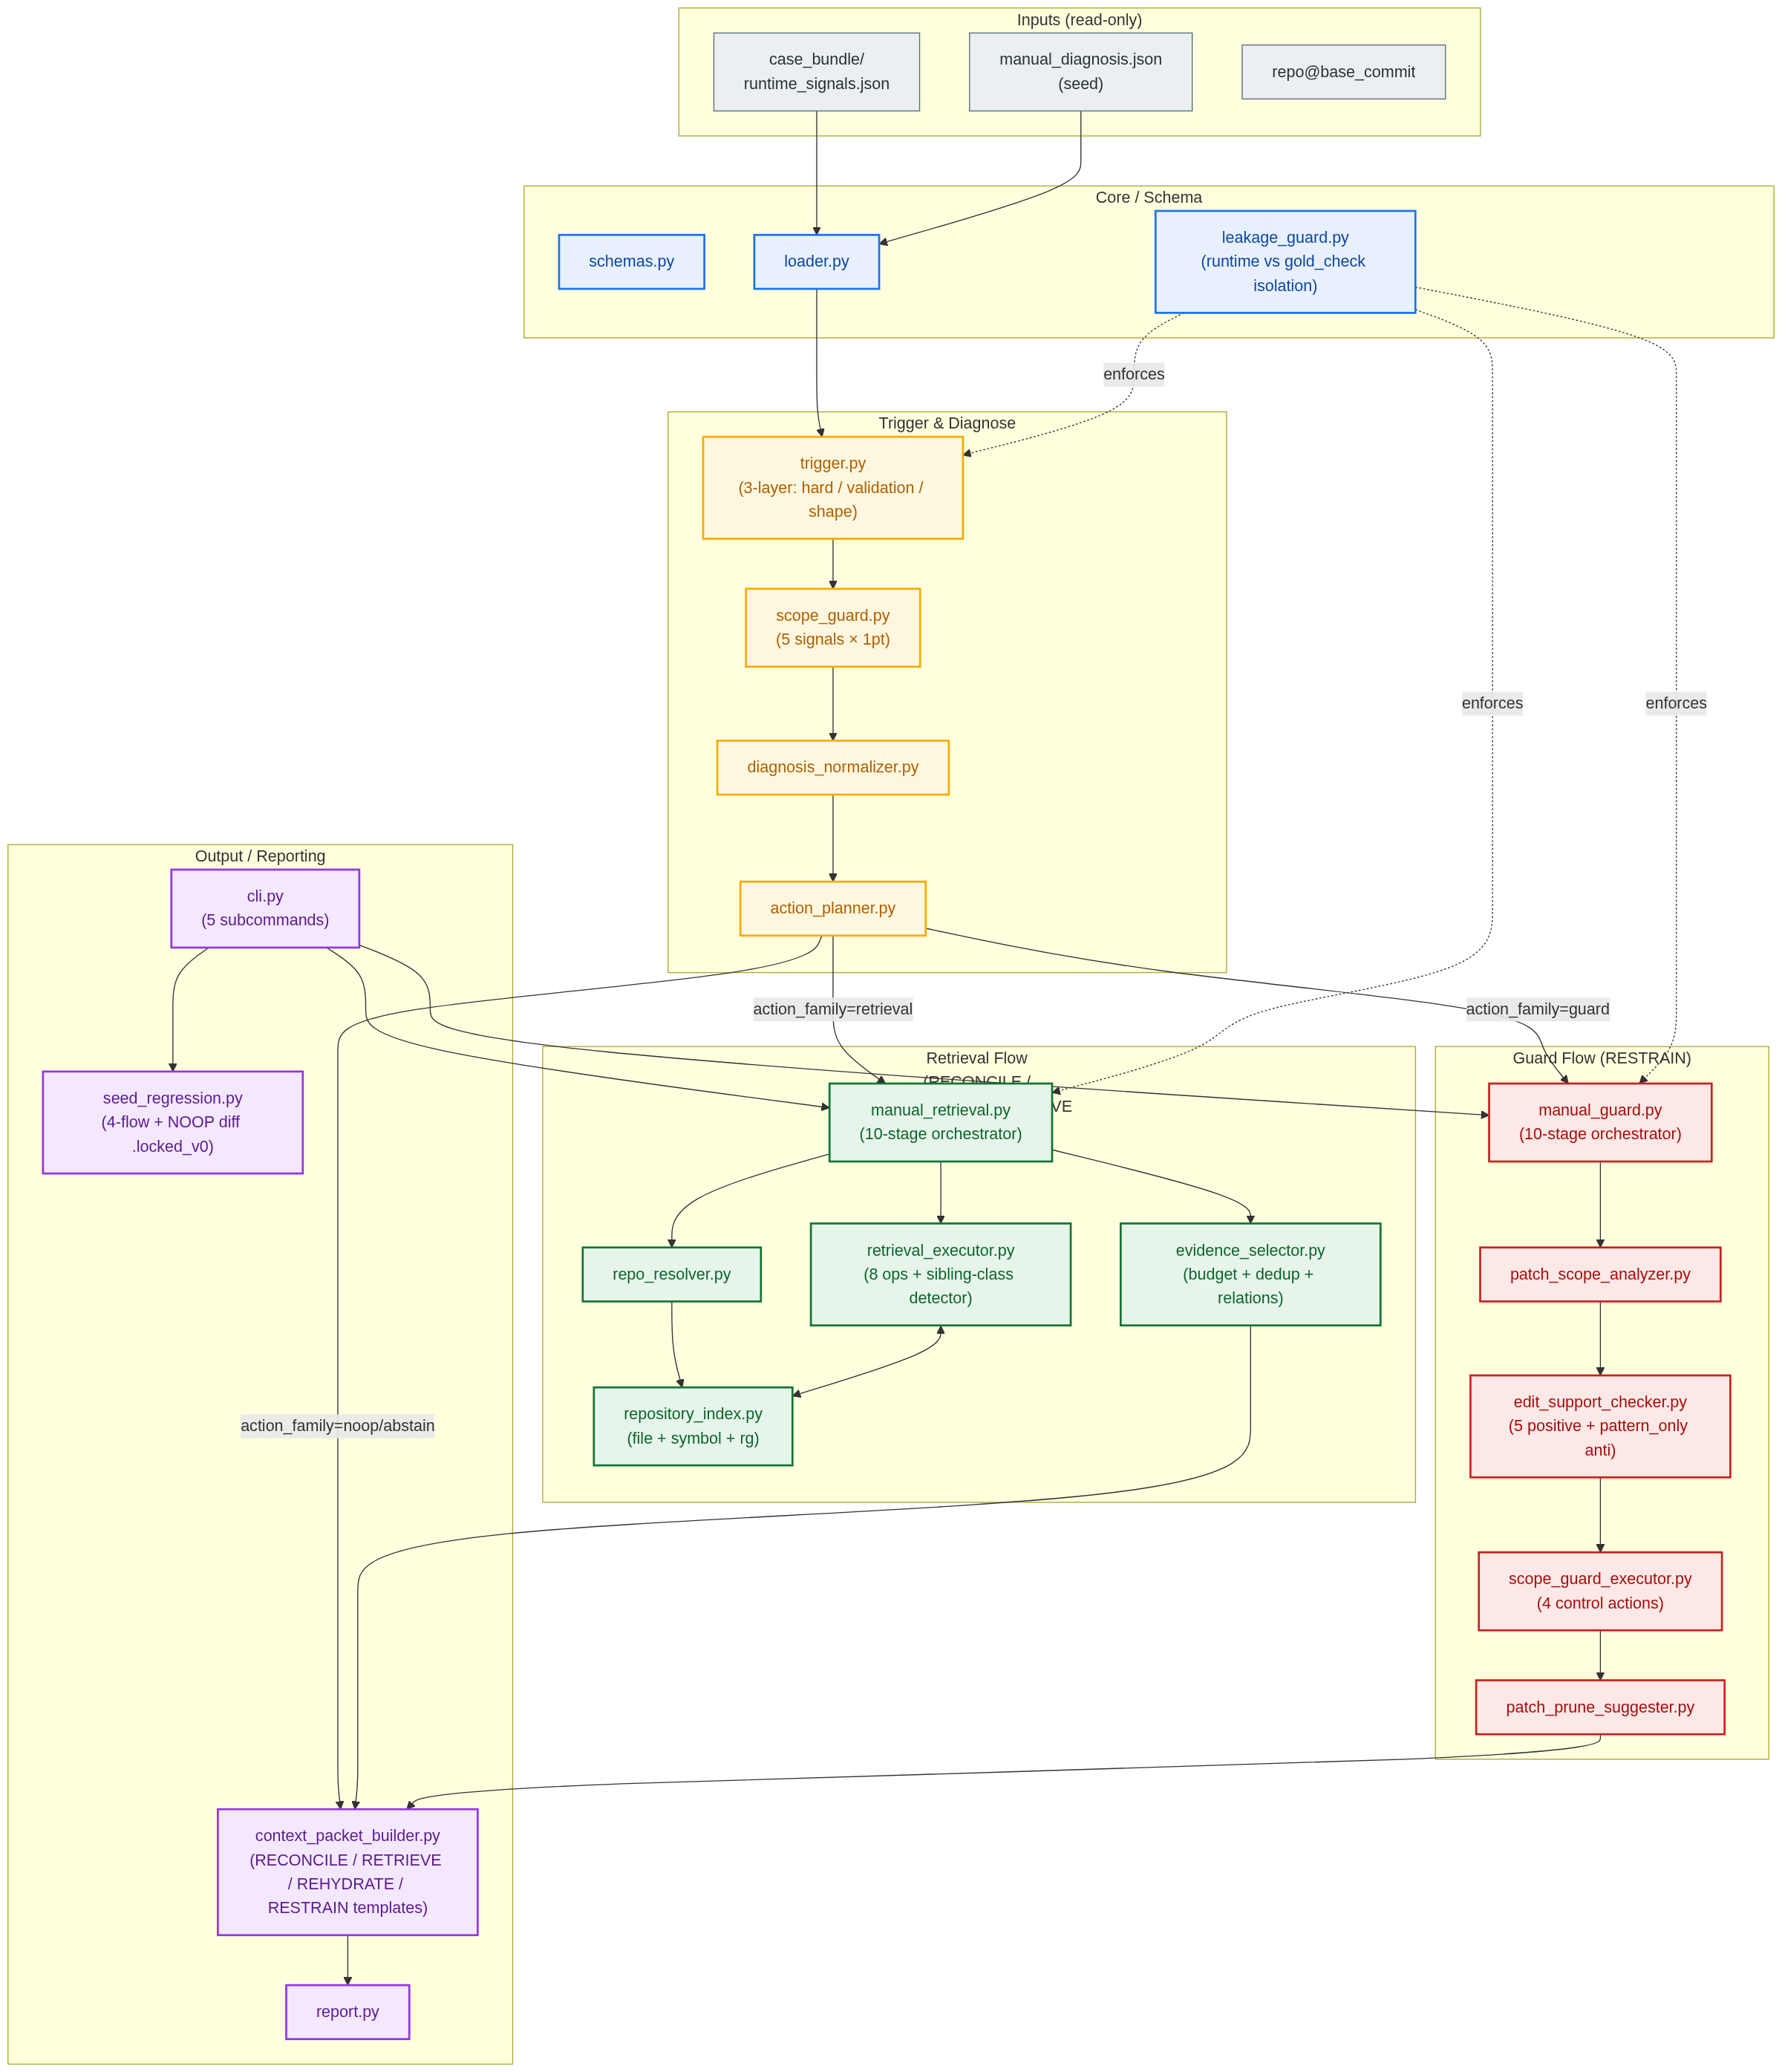 Inputs (read-only)
case_bundle/
runtime_signals.json
manual_diagnosis.json
(seed)
repo@base_commit
Core / Schema
schemas.py
loader.py
leakage_guard.py
(runtime vs gold_check
isolation)
enforces
Trigger & Diagnose
trigger.py
(3-layer: hard / validation /
shape)
scope_guard.py
(5 signals × 1pt)
enforces
enforces
diagnosis_normalizer.py
action_planner.py
Output / Reporting
cli.py
(5 subcommands)
action_family=retrieval
action_family=guard
seed_regression.py
(4-flow + NOOP diff
.locked_v0)
Retrieval Flow
(RECONCILE /
manual_retrieval.py
(10-stage orchestrator)
repo_resolver.py
retrieval_executor.py
(8 ops + sibling-class
detector)
evidence_selector.py
(budget + dedup +
relations)
repository_index.py
(file + symbol + rg)
Guard Flow (RESTRAIN)
manual_guard.py
(10-stage orchestrator)
patch_scope_analyzer.py
edit_support_checker.py
(5 positive + pattern_only
anti)
scope_guard_executor.py
(4 control actions)
patch_prune_suggester.py
action_family=noop/abstain
context_packet_builder.py
(RECONCILE / RETRIEVE
/ REHYDRATE /
RESTRAIN templates)
report.py